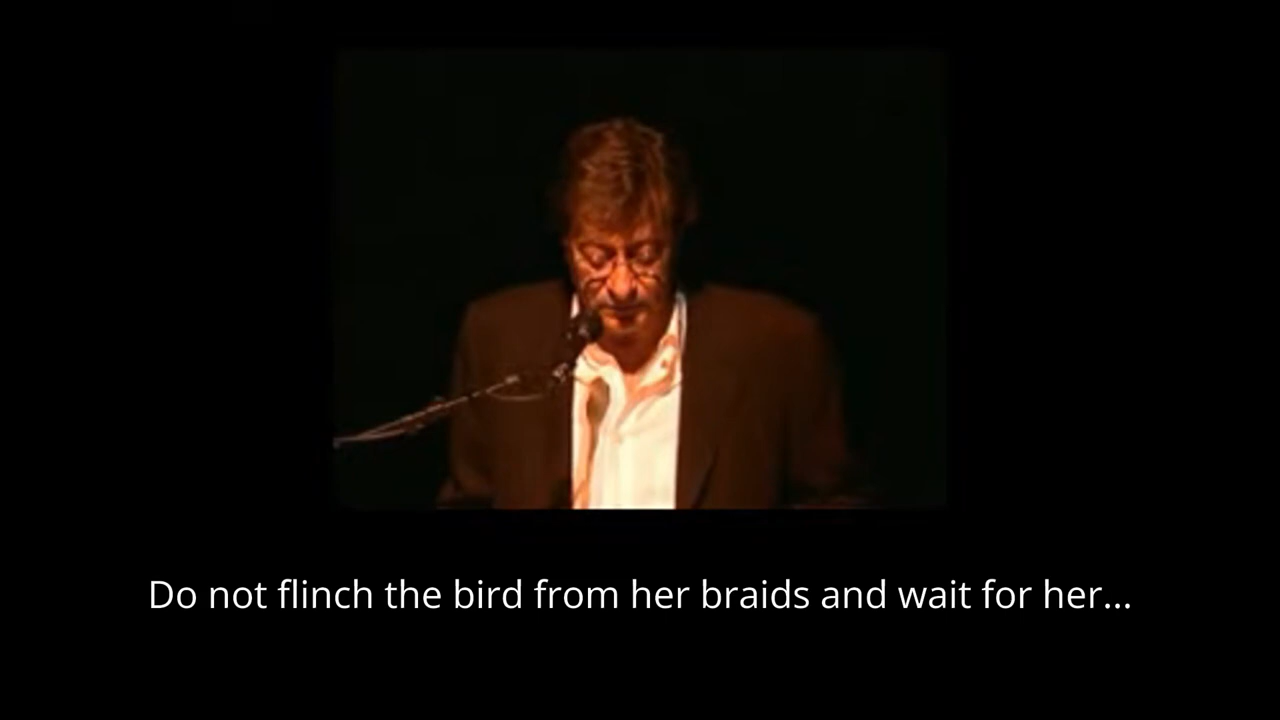 Do not flinch the bird from her braids and wait for her...